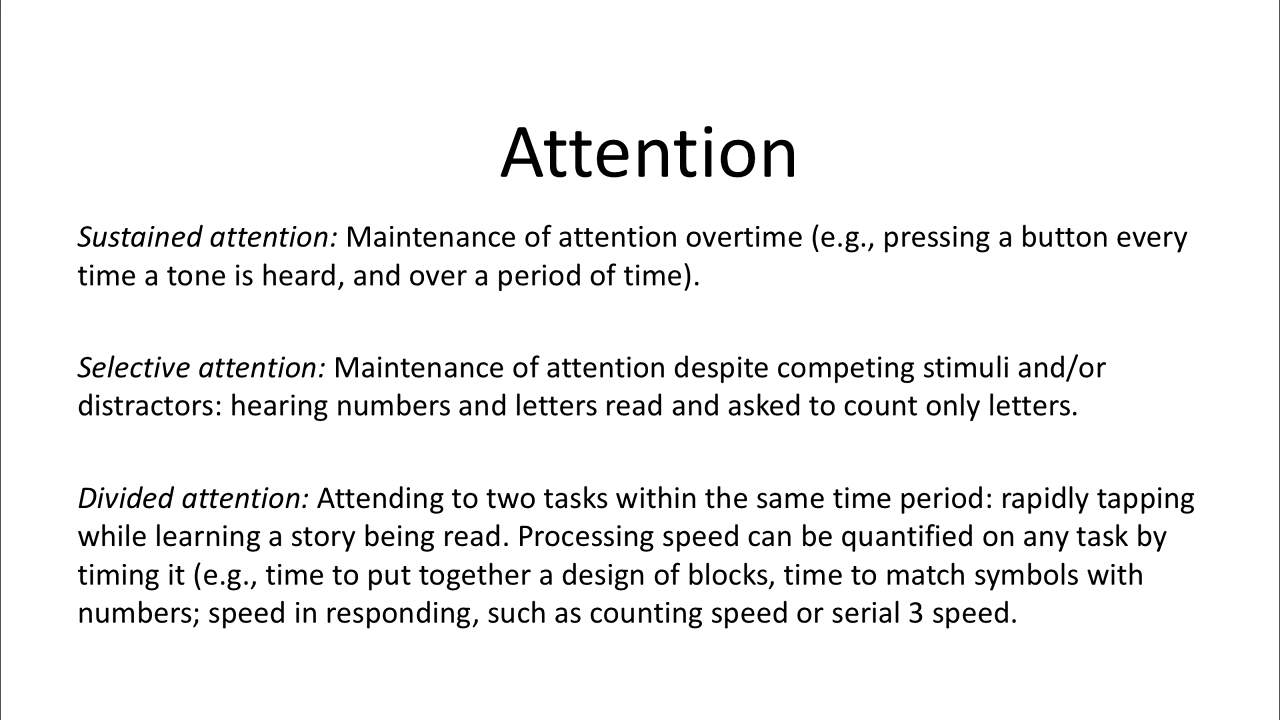 Attention
Sustained attention: Maintenance of attention overtime (e.g., pressing a button every
time a tone is heard, and over a period of time).
Selective attention: Maintenance of attention despite competing stimuli and/or
distractors: hearing numbers and letters read and asked to count only letters.
Divided attention: Attending to two tasks within the same time period: rapidly tapping
while learning a story being read. Processing speed can be quantified on any task by
timing it (e.g., time to put together a design of blocks, time to match symbols with
numbers; speed in responding, such as counting speed or serial 3 speed.